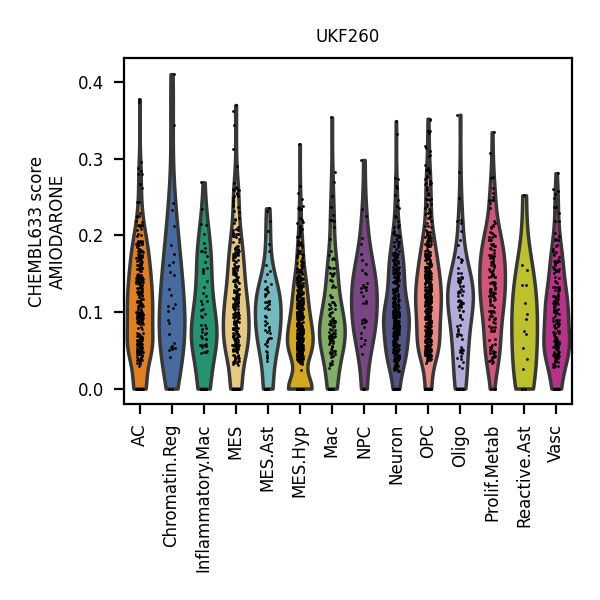 UKF260
CHEMBL633 score
AMIODARONE
0.4
0.3
0.2
0.1
0.0
AC
Chromatin.Reg
Inflammatory.Mac
MES
MES.Ast
MES.Hyp
Mac
NPC
Neuron
OPC
Oligo
Prolif.Metab
Reactive.Ast
Vasc